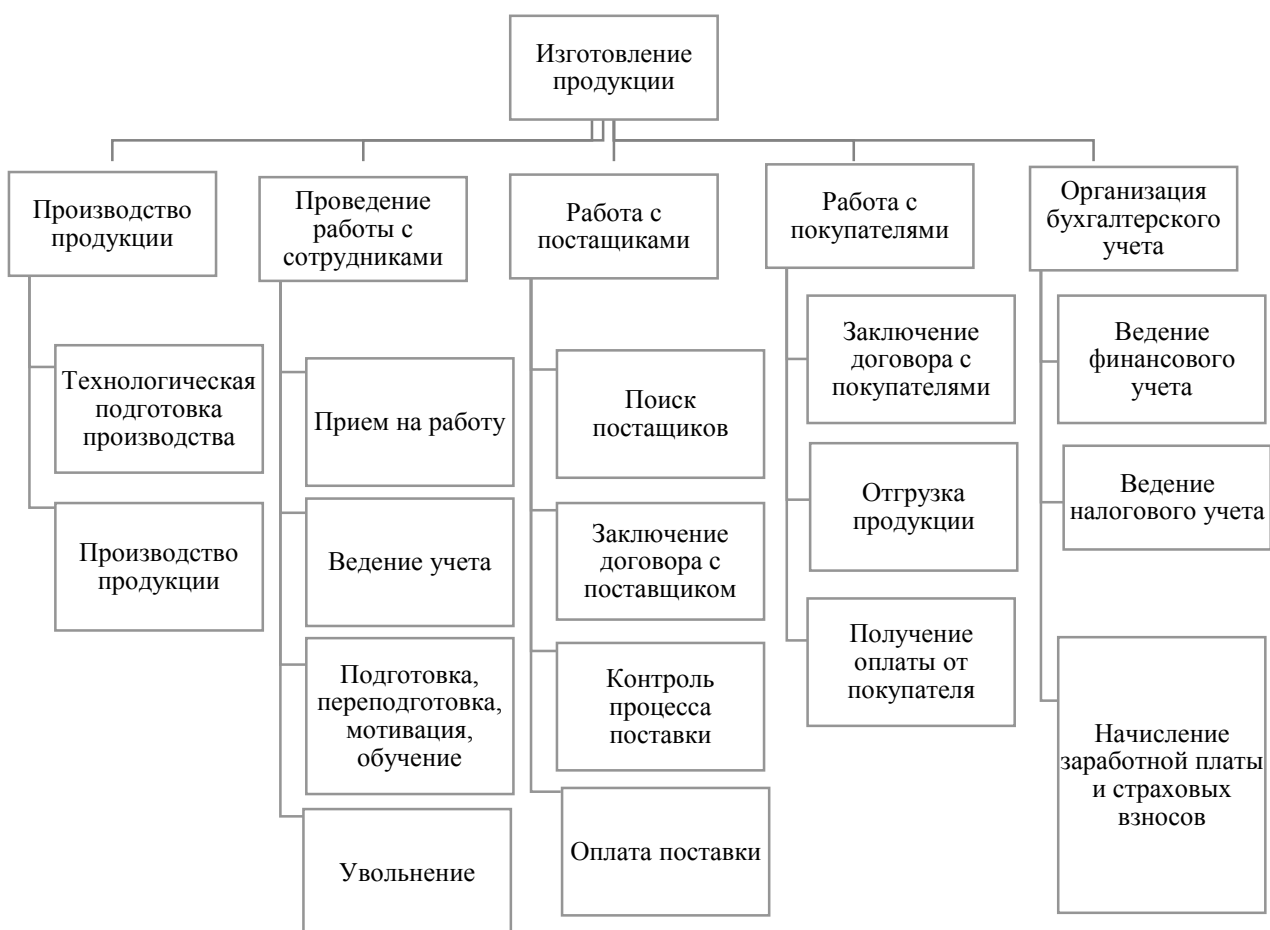 Изготовление
продукции
Производство
продукции
Технологическая
подготовка
производства
Производство
продукции
Проведение
работы с
сотрудниками
Прием на работу
Ведение учета
Подготовка,
переподготовка,
мотивация,
обучение
Увольнение
Работа с
постащиками
Поиск
постащиков
Заключение
договора с
поставщиком
Контроль
процесса
поставки
Оплата поставки
Работа с
покупателями
Заключение
договора с
покупателями
Отгрузка
продукции
Получение
оплаты от
покупателя
Организация
бухгалтерского
учета
Ведение
финансового
учета
Ведение
налогового учета
Начисление
заработной платы
и страховых
взносов